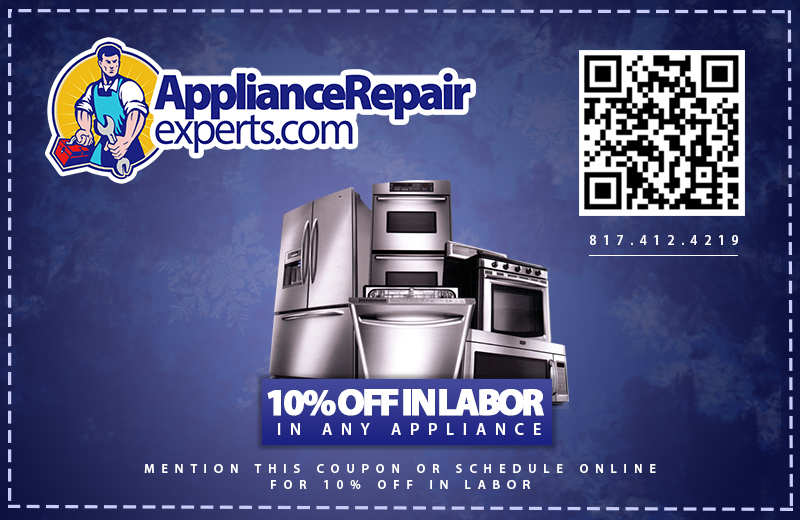 ApplianceRepair
experts.com
817.412.4219
10% OFF IN LABOR
IN ANY APPLIANCE
MENTION THIS COUPON OR SCHEDULE ONLINE
FOR 10% OFF IN LABOR